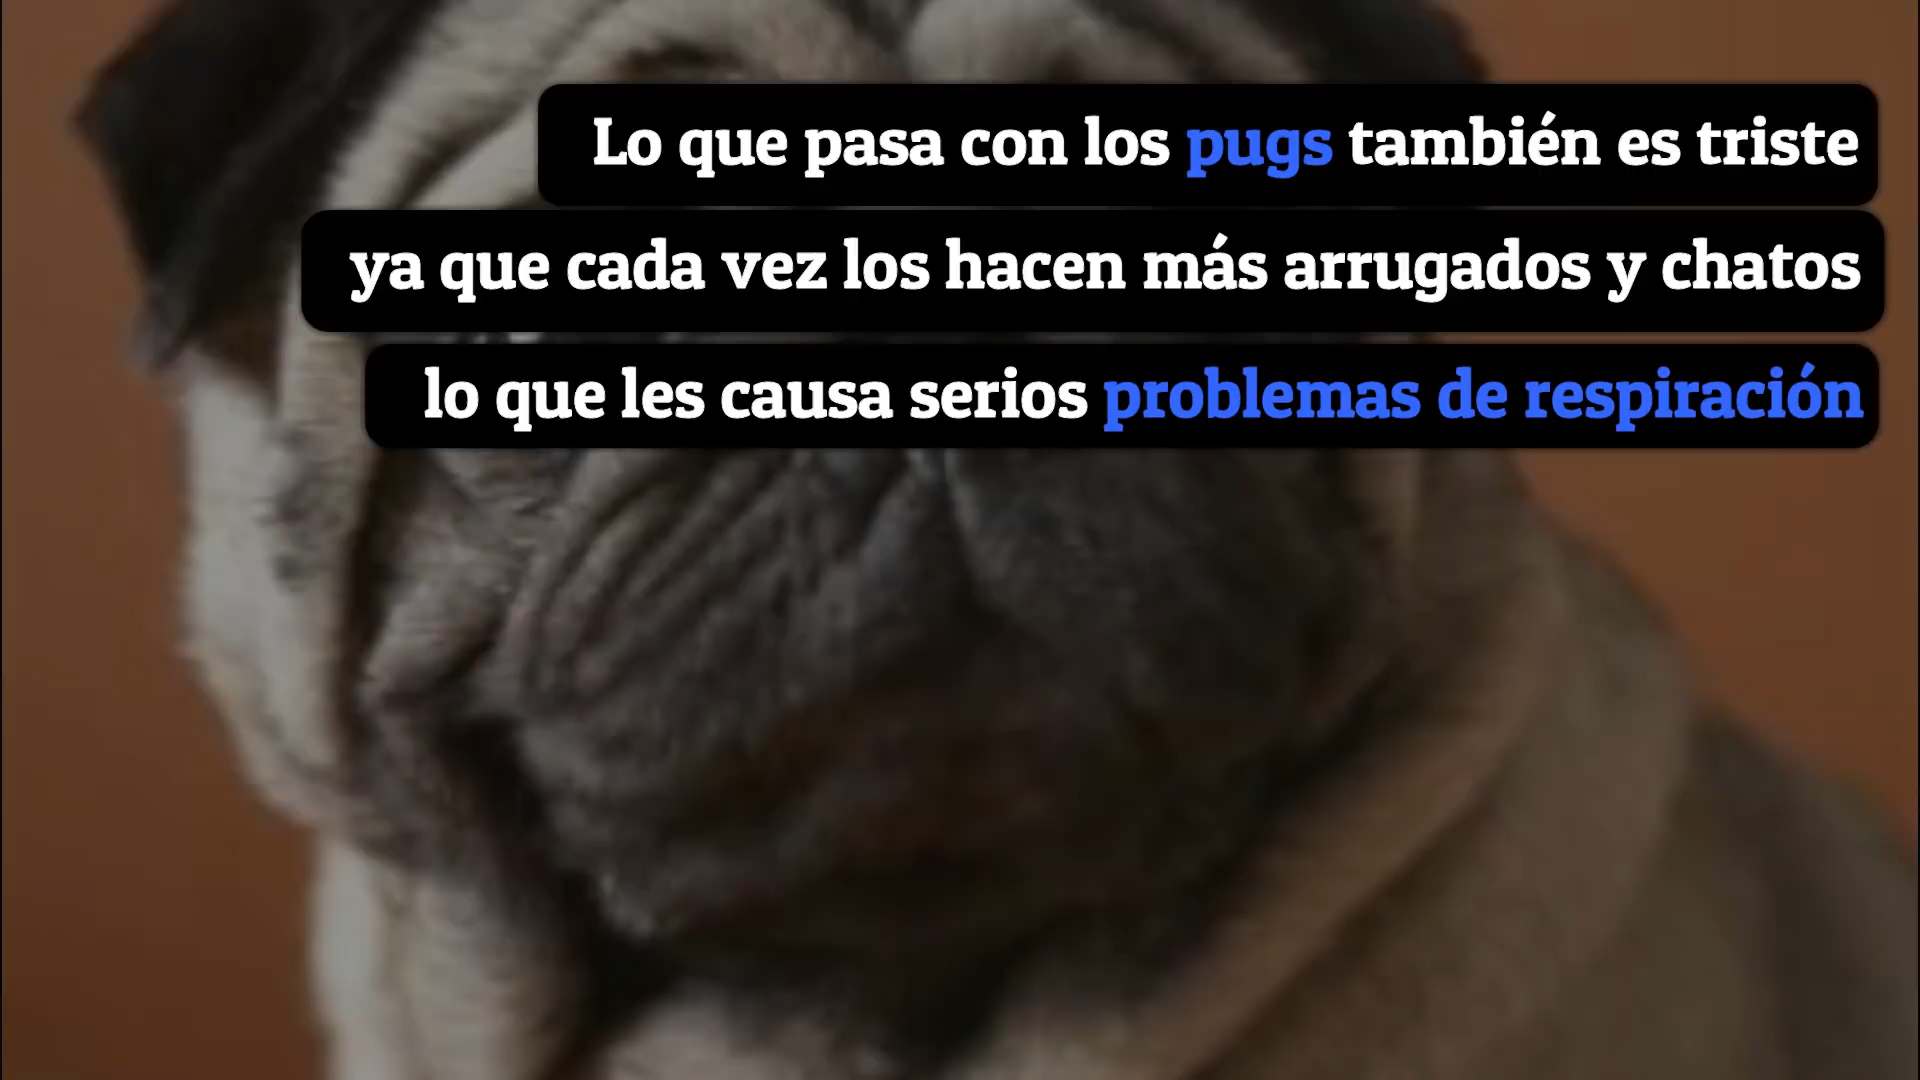 Lo que pasa con los pugs también es triste
ya que cada vez los hacen más arrugados y chatos
lo que les causa serios problemas de respiración